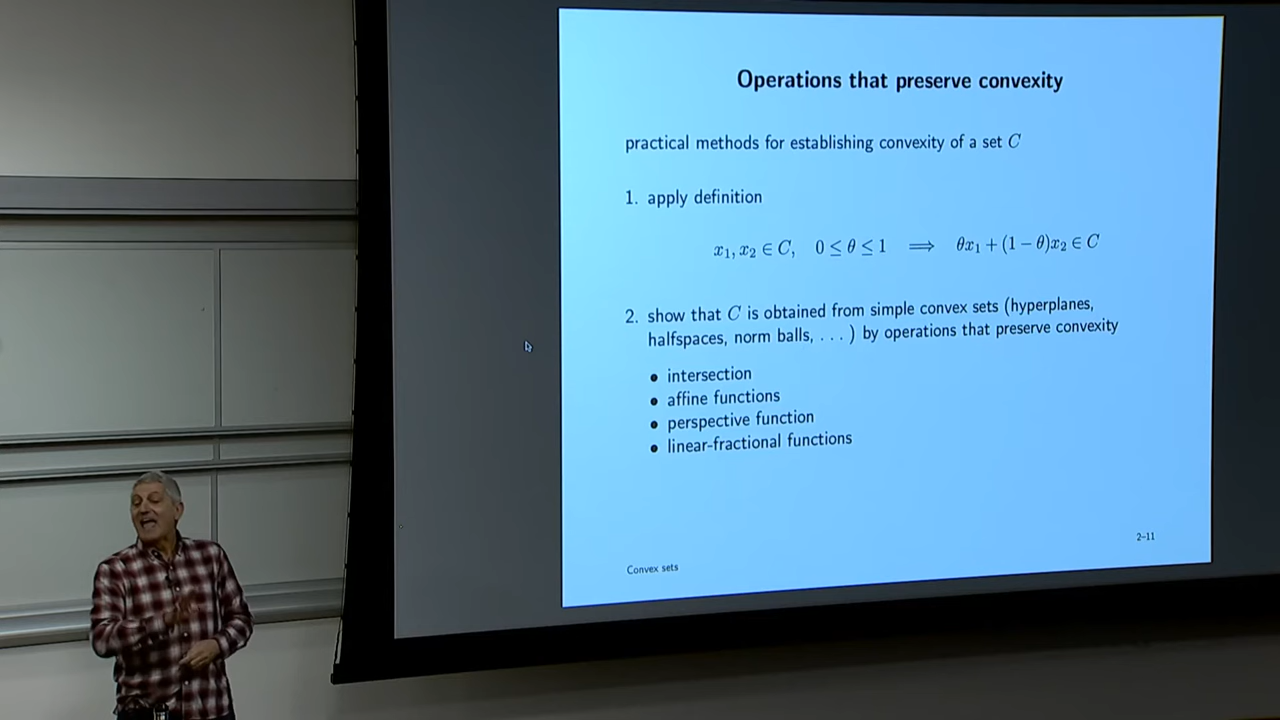 Operations that preserve convexity
practical methods for establishing convexity of a set C
1. apply definition
x₁, x₂ ∈ C, 0 ≤ θ ≤ 1 ⟹ θx₁ + (1 − θ)x₂ ∈ C
2. show that C is obtained from simple convex sets (hyperplanes,
halfspaces, norm balls, . . . ) by operations that preserve convexity
• intersection
• affine functions
• perspective function
• linear-fractional functions
Convex sets
2–11